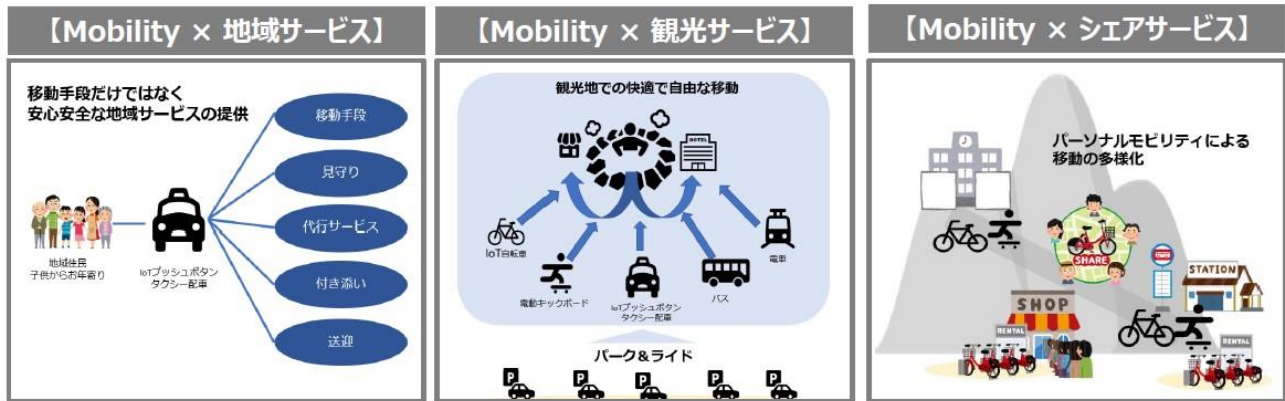 【Mobility × 地域サービス】
移動手段だけではなく
安心安全な地域サービスの提供
移動手段
見守り
代行サービス
付き添い
送迎
地域住民
子供からお年寄り
IoTプッシュボタン
タクシー配車
【Mobility × 観光サービス】
観光地での快適で自由な移動
HOTEL
IoT自転車
電動キックボード
IoTプッシュボタン
タクシー配車
バス
電車
パーク&ライド
P
P
P
P
P
【Mobility × シェアサービス】
パーソナルモビリティによる
移動の多様化
SHARE
STATION
SHOP
RENTAL
RENTAL